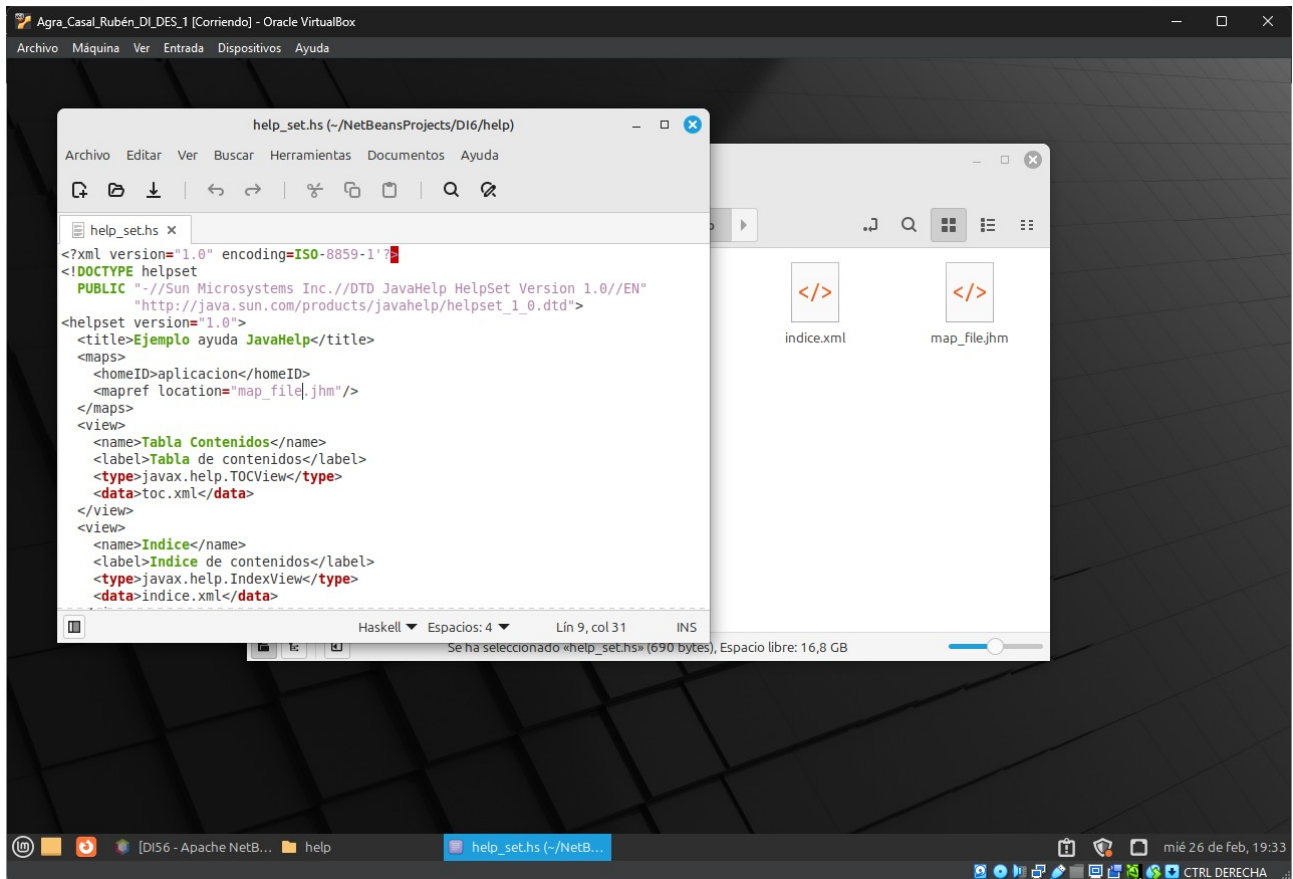 Agra_Casal_Rubén_DI_DES_1 [Corriendo] - Oracle VirtualBox
Archivo Máquina Ver Entrada Dispositivos Ayuda
help_set.hs (~/NetBeansProjects/DI6/help)
Archivo Editar Ver Buscar Herramientas Documentos Ayuda
help_set.hs
<?xml version="1.0" encoding=ISO-8859-1'?>
<!DOCTYPE helpset
PUBLIC "-//Sun Microsystems Inc.//DTD JavaHelp HelpSet Version 1.0//EN"
"http://java.sun.com/products/javahelp/helpset_1_0.dtd">
<helpset version="1.0">
<title>Ejemplo ayuda JavaHelp</title>
<maps>
<homeID>aplicacion</homeID>
<mapref location="map_file.jhm"/>
</maps>
<view>
<name>Tabla Contenidos</name>
<label>Tabla de contenidos</label>
<type>javax.help.TOCView</type>
<data>toc.xml</data>
</view>
<view>
<name>Indice</name>
<label>Indice de contenidos</label>
<type>javax.help.IndexView</type>
<data>indice.xml</data>
Haskell Espacios: 4 Lín 9, col 31 INS
indice.xml
map_file.jhm
Se ha seleccionado «help_set.hs» (690 bytes), Espacio libre: 16,8 GB
[DI56 - Apache NetB... help help_set.hs (~/NetB... mié 26 de feb, 19:33
CTRL DERECHA